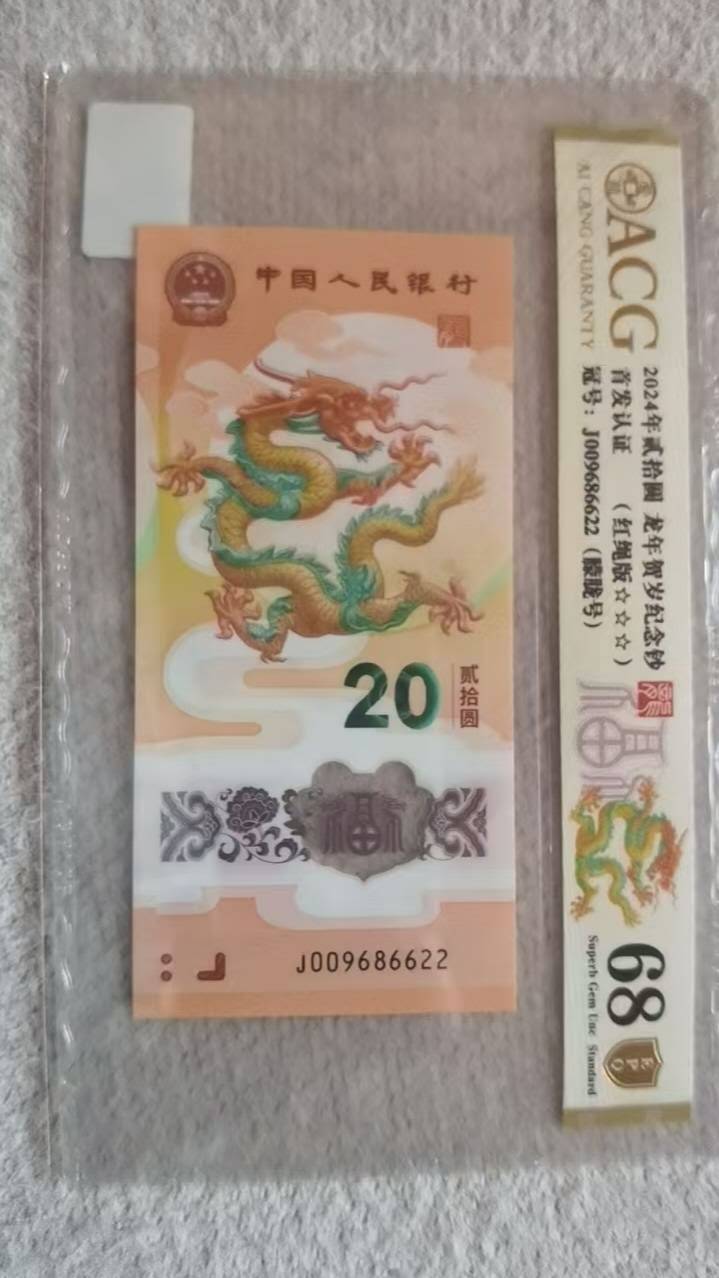 中国人民银行
20
贰拾圆
J009686622
ACG
AI CANG GUARANTY
2024年贰拾圆 龙年贺岁纪念钞
首发认证 (红绳版☆☆☆)
冠号:J009686622(朦胧号)
68
EPQ
Superb Gem Unc Standard